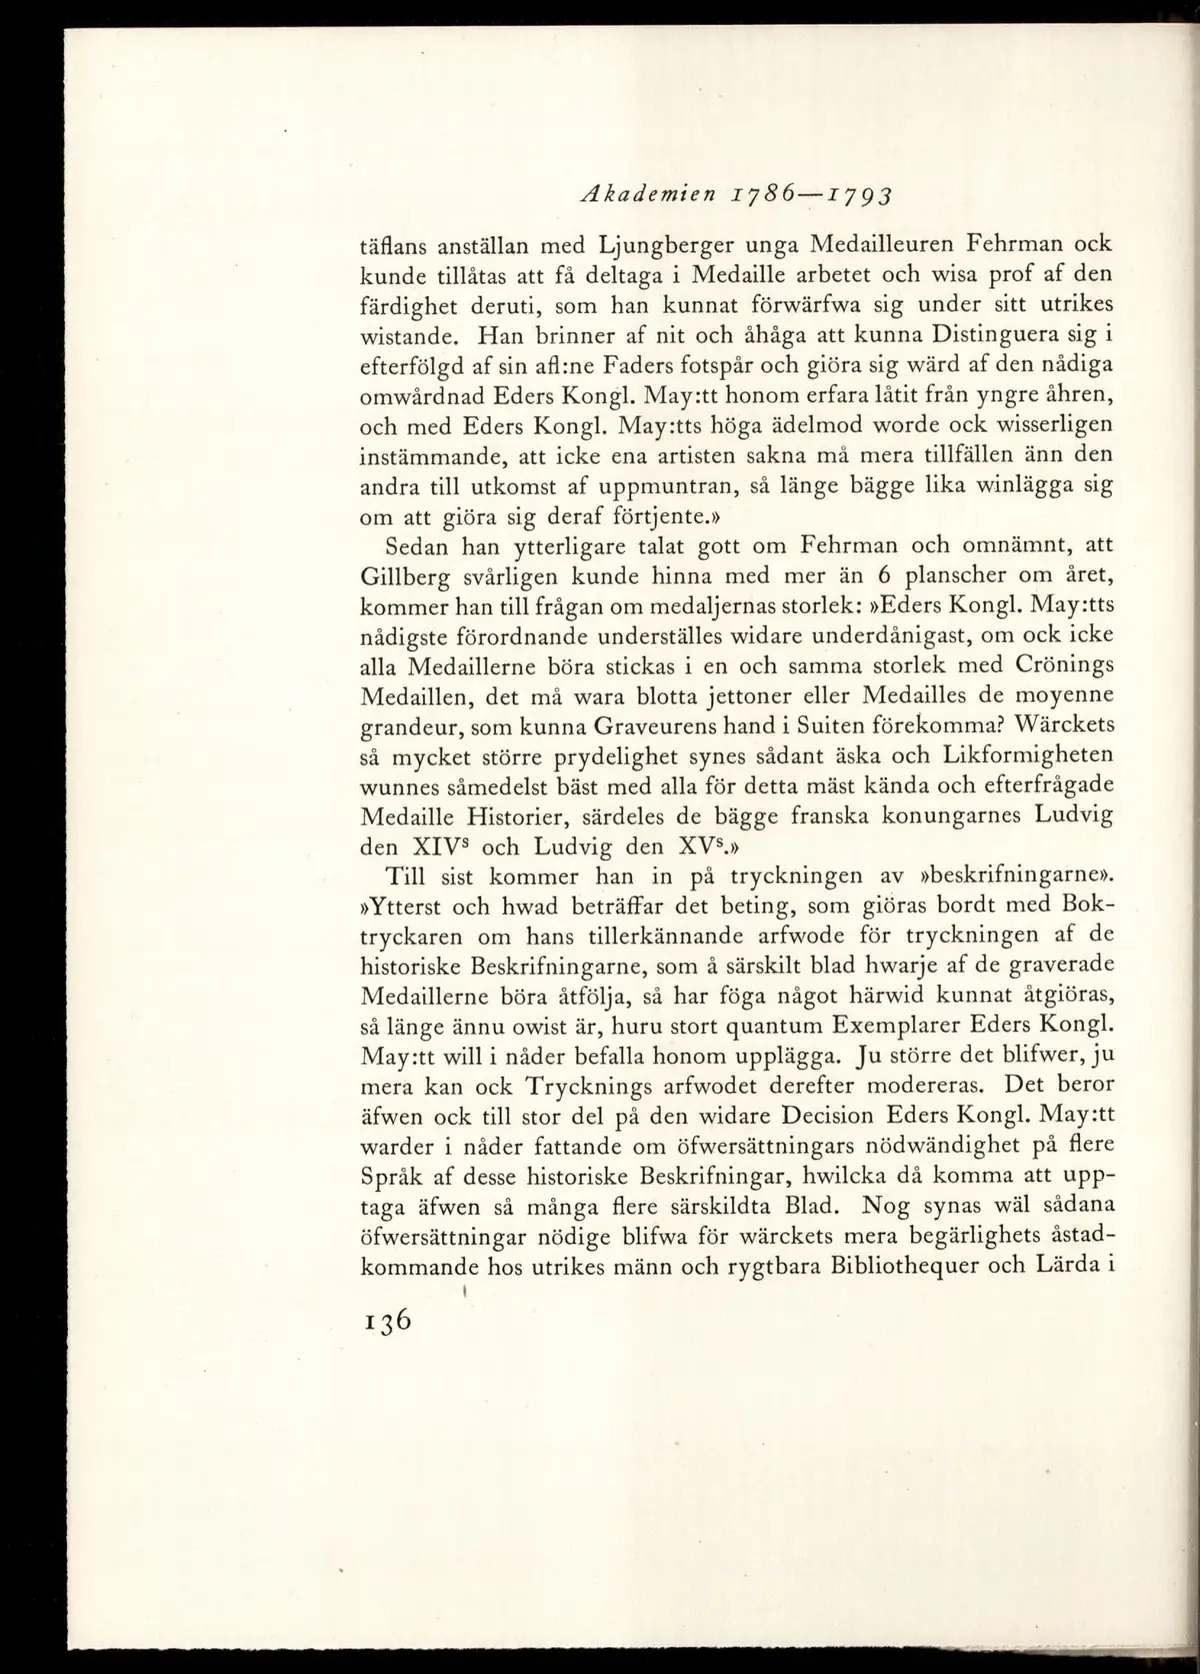 Akademien 1786—1793
täflans anställan med Ljungberger unga Medailleuren Fehrman ock
kunde tillåtas att få deltaga i Medaille arbetet och wisa prof af den
färdighet deruti, som han kunnat förwärfwa sig under sitt utrikes
wistande. Han brinner af nit och åhåga att kunna Distinguera sig i
efterfölgd af sin afl:ne Faders fotspår och giöra sig wärd af den nådiga
omwårdnad Eders Kongl. May:tt honom erfara låtit från yngre åhren,
och med Eders Kongl. May:tts höga ädelmod worde ock wisserligen
instämmande, att icke ena artisten sakna må mera tillfällen änn den
andra till utkomst af uppmuntran, så länge bägge lika winlägga sig
om att giöra sig deraf förtjente.»
Sedan han ytterligare talat gott om Fehrman och omnämnt, att
Gillberg svårligen kunde hinna med mer än 6 planscher om året,
kommer han till frågan om medaljernas storlek: »Eders Kongl. May:tts
nådigste förordnande underställes widare underdånigast, om ock icke
alla Medaillerne böra stickas i en och samma storlek med Crönings
Medaillen, det må wara blotta jettoner eller Medailles de moyenne
grandeur, som kunna Graveurens hand i Suiten förekomma? Wärckets
så mycket större prydelighet synes sådant äska och Likformigheten
wunnes såmedelst bäst med alla för detta mäst kända och efterfrågade
Medaille Historier, särdeles de bägge franska konungarnes Ludvig
den XIVˢ och Ludvig den XVˢ.»
Till sist kommer han in på tryckningen av »beskrifningarne».
»Ytterst och hwad beträffar det beting, som giöras bordt med Bok-
tryckaren om hans tillerkännande arfwode för tryckningen af de
historiske Beskrifningarne, som å särskilt blad hwarje af de graverade
Medaillerne böra åtfölja, så har föga något härwid kunnat åtgiöras,
så länge ännu owist är, huru stort quantum Exemplarer Eders Kongl.
May:tt will i nåder befalla honom upplägga. Ju större det blifwer, ju
mera kan ock Trycknings arfwodet derefter modereras. Det beror
äfwen ock till stor del på den widare Decision Eders Kongl. May:tt
warder i nåder fattande om öfwersättningars nödwändighet på flere
Språk af desse historiske Beskrifningar, hwilcka då komma att upp-
taga äfwen så många flere särskildta Blad. Nog synas wäl sådana
öfwersättningar nödige blifwa för wärckets mera begärlighets åstad-
kommande hos utrikes männ och rygtbara Bibliothequer och Lärda i
136